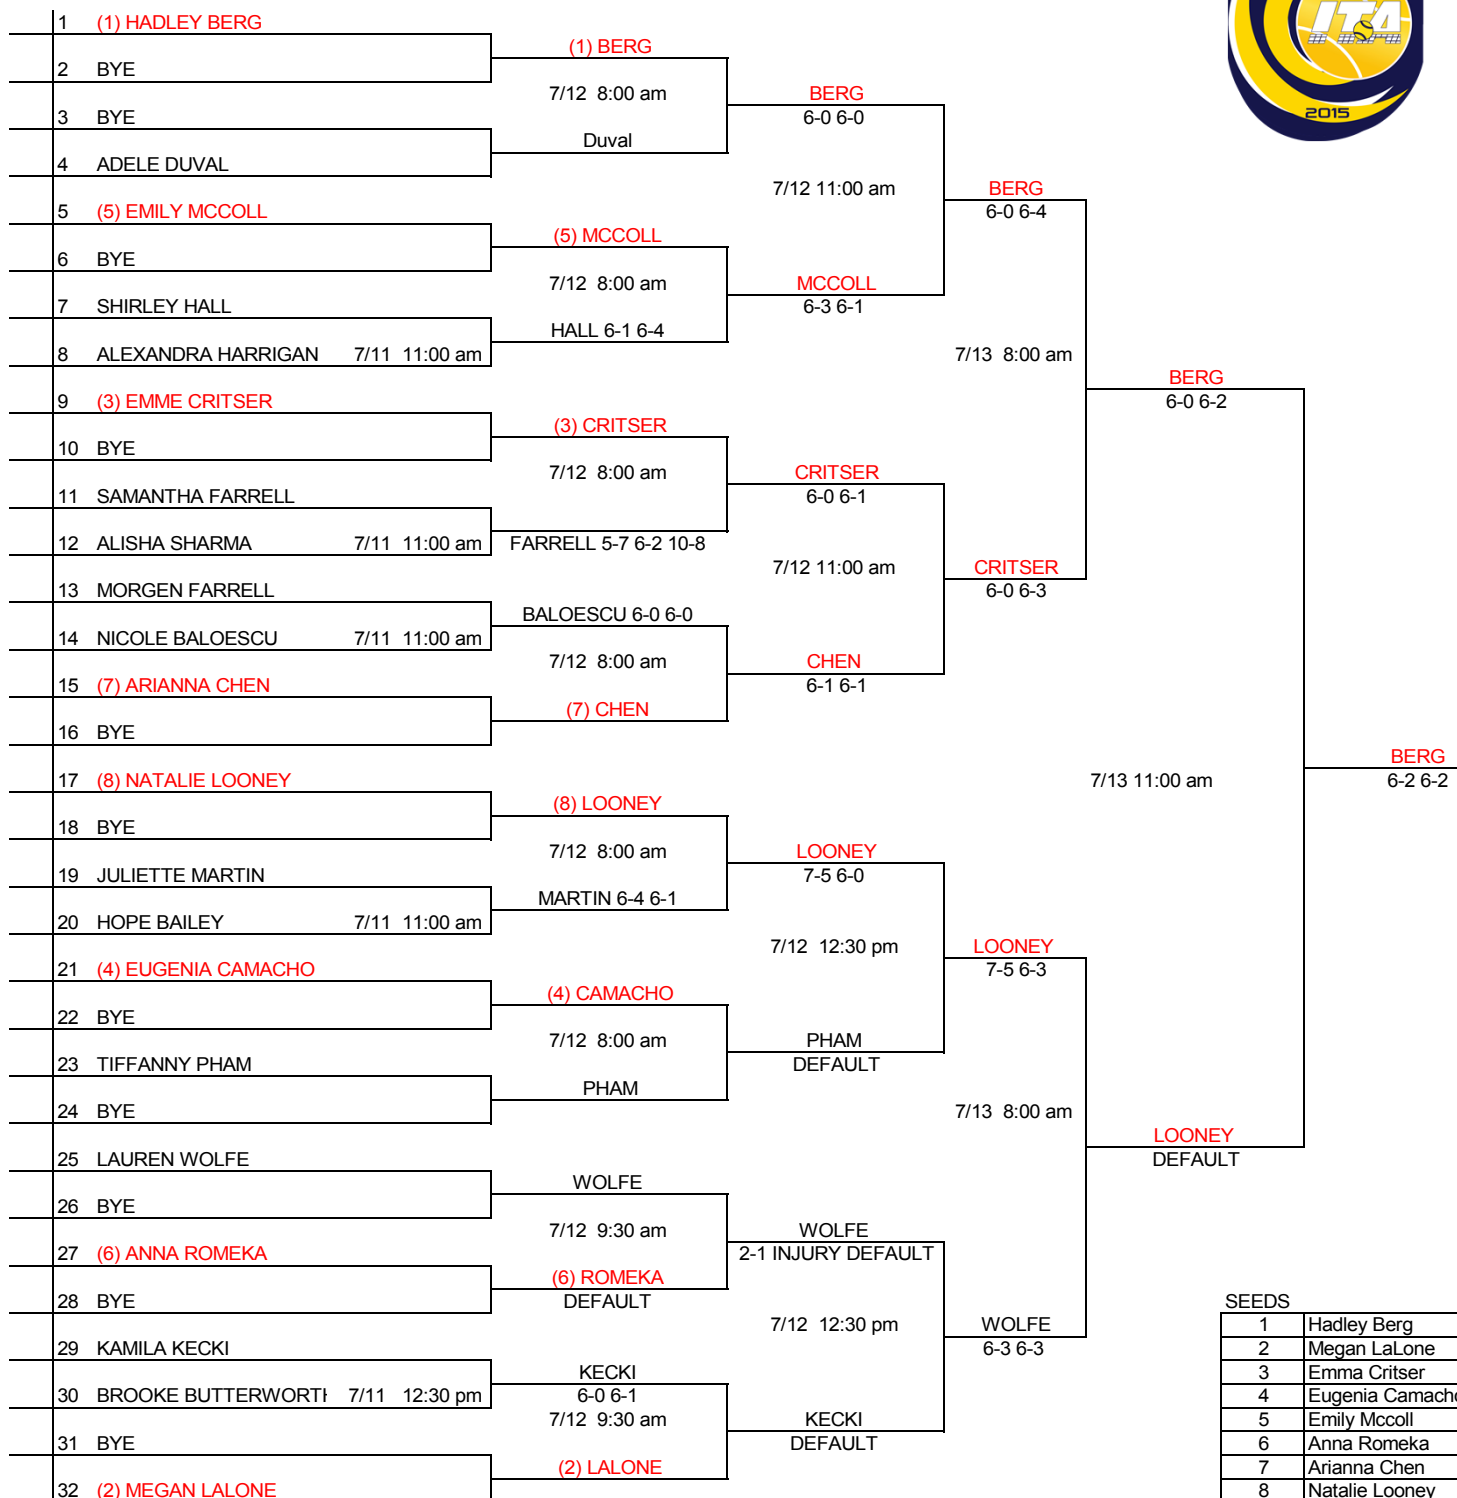 1 (1) HADLEY BERG
(1) BERG
2 BYE
7/12 8:00 am
BERG
3 BYE
6-0 6-0
Duval
4 ADELE DUVAL
7/12 11:00 am
BERG
5 (5) EMILY MCCOLL
6-0 6-4
(5) MCCOLL
6 BYE
7/12 8:00 am
MCCOLL
7 SHIRLEY HALL
6-3 6-1
HALL 6-1 6-4
8 ALEXANDRA HARRIGAN 7/11 11:00 am
7/13 8:00 am
BERG
9 (3) EMME CRITSER
6-0 6-2
(3) CRITSER
10 BYE
7/12 8:00 am
CRITSER
11 SAMANTHA FARRELL
6-0 6-1
12 ALISHA SHARMA 7/11 11:00 am
FARRELL 5-7 6-2 10-8
7/12 11:00 am
CRITSER
13 MORGEN FARRELL
6-0 6-3
BALOESCU 6-0 6-0
14 NICOLE BALOESCU 7/11 11:00 am
7/12 8:00 am
CHEN
15 (7) ARIANNA CHEN
6-1 6-1
(7) CHEN
16 BYE
BERG
17 (8) NATALIE LOONEY
7/13 11:00 am
6-2 6-2
(8) LOONEY
18 BYE
7/12 8:00 am
LOONEY
19 JULIETTE MARTIN
7-5 6-0
MARTIN 6-4 6-1
20 HOPE BAILEY 7/11 11:00 am
7/12 12:30 pm
LOONEY
21 (4) EUGENIA CAMACHO
7-5 6-3
(4) CAMACHO
22 BYE
7/12 8:00 am
PHAM
23 TIFFANNY PHAM
DEFAULT
PHAM
24 BYE
7/13 8:00 am
LOONEY
25 LAUREN WOLFE
DEFAULT
WOLFE
26 BYE
7/12 9:30 am
WOLFE
27 (6) ANNA ROMEKA
2-1 INJURY DEFAULT
(6) ROMEKA
28 BYE
DEFAULT
7/12 12:30 pm
WOLFE
29 KAMILA KECKI
6-3 6-3
KECKI
30 BROOKE BUTTERWORTH 7/11 12:30 pm
6-0 6-1
7/12 9:30 am
KECKI
31 BYE
DEFAULT
(2) LALONE
32 (2) MEGAN LALONE
ITA
2015
SEEDS
1 Hadley Berg
2 Megan LaLone
3 Emma Critser
4 Eugenia Camacho
5 Emily Mccoll
6 Anna Romeka
7 Arianna Chen
8 Natalie Looney